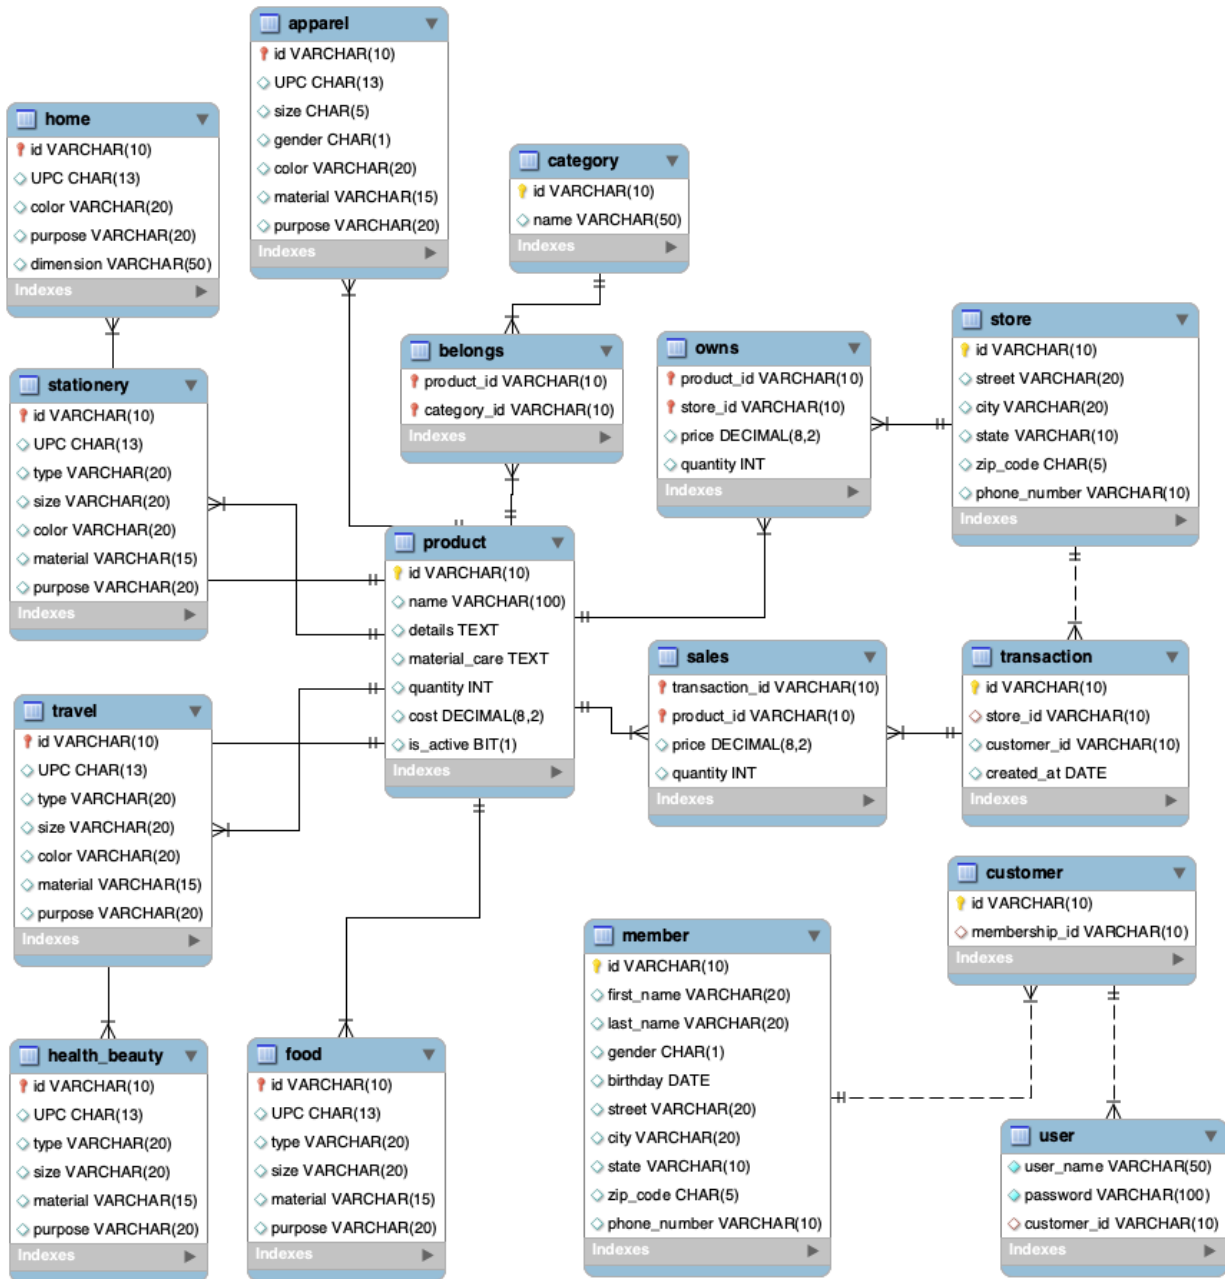 apparel
id VARCHAR(10)
UPC CHAR(13)
size CHAR(5)
gender CHAR(1)
color VARCHAR(20)
material VARCHAR(15)
purpose VARCHAR(20)
Indexes
home
id VARCHAR(10)
UPC CHAR(13)
color VARCHAR(20)
purpose VARCHAR(20)
dimension VARCHAR(50)
Indexes
category
id VARCHAR(10)
name VARCHAR(50)
Indexes
stationery
id VARCHAR(10)
UPC CHAR(13)
type VARCHAR(20)
size VARCHAR(20)
color VARCHAR(20)
material VARCHAR(15)
purpose VARCHAR(20)
Indexes
belongs
product_id VARCHAR(10)
category_id VARCHAR(10)
Indexes
owns
product_id VARCHAR(10)
store_id VARCHAR(10)
price DECIMAL(8,2)
quantity INT
Indexes
store
id VARCHAR(10)
street VARCHAR(20)
city VARCHAR(20)
state VARCHAR(10)
zip_code CHAR(5)
phone_number VARCHAR(10)
Indexes
product
id VARCHAR(10)
name VARCHAR(100)
details TEXT
material_care TEXT
quantity INT
cost DECIMAL(8,2)
is_active BIT(1)
Indexes
sales
transaction_id VARCHAR(10)
product_id VARCHAR(10)
price DECIMAL(8,2)
quantity INT
Indexes
transaction
id VARCHAR(10)
store_id VARCHAR(10)
customer_id VARCHAR(10)
created_at DATE
Indexes
travel
id VARCHAR(10)
UPC CHAR(13)
type VARCHAR(20)
size VARCHAR(20)
color VARCHAR(20)
material VARCHAR(15)
purpose VARCHAR(20)
Indexes
customer
id VARCHAR(10)
membership_id VARCHAR(10)
Indexes
member
id VARCHAR(10)
first_name VARCHAR(20)
last_name VARCHAR(20)
gender CHAR(1)
birthday DATE
street VARCHAR(20)
city VARCHAR(20)
state VARCHAR(10)
zip_code CHAR(5)
phone_number VARCHAR(10)
Indexes
health_beauty
id VARCHAR(10)
UPC CHAR(13)
type VARCHAR(20)
size VARCHAR(20)
material VARCHAR(15)
purpose VARCHAR(20)
Indexes
food
id VARCHAR(10)
UPC CHAR(13)
type VARCHAR(20)
size VARCHAR(20)
material VARCHAR(15)
purpose VARCHAR(20)
Indexes
user
user_name VARCHAR(50)
password VARCHAR(100)
customer_id VARCHAR(10)
Indexes